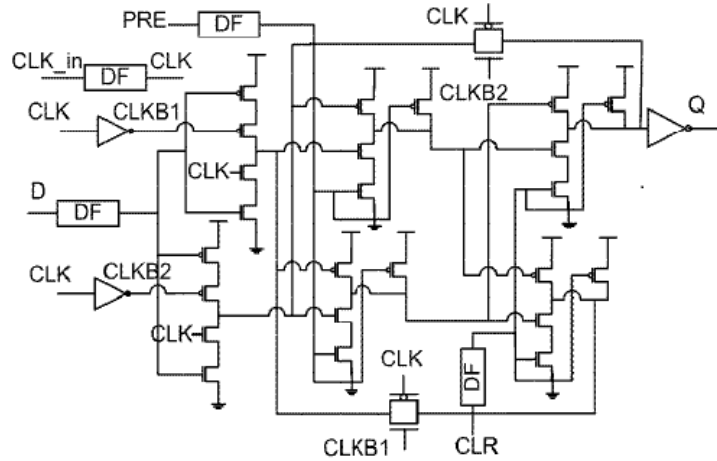 CLK
PRE DF
CLK_in DF CLK
CLKB2
CLK CLKB1
Q
CLK
D DF
CLK CLKB2
CLK
CLK
DF
CLKB1
CLR